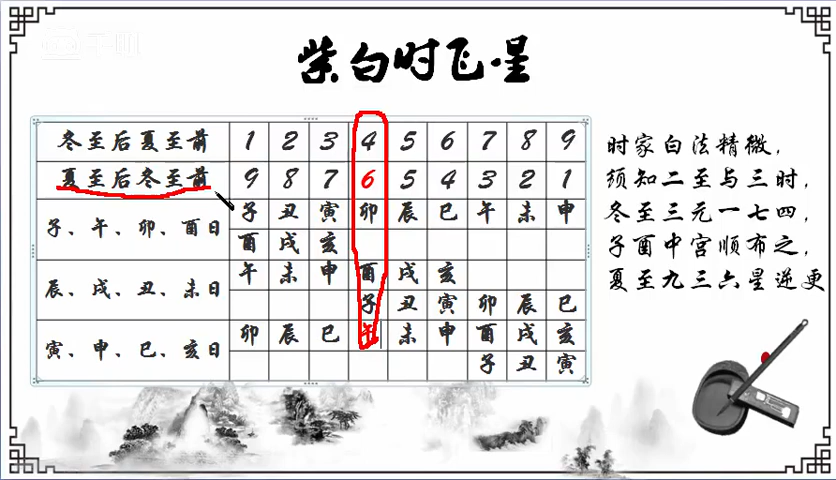 紫白时飞星
冬至后夏至前 1 2 3 4 5 6 7 8 9
夏至后冬至前 9 8 7 6 5 4 3 2 1
子、午、卯、酉日 子 丑 寅 卯 辰 巳 午 未 申
酉 戌 亥
辰、戌、丑、未日 午 未 申 酉 戌 亥
子 丑 寅 卯 辰 巳
寅、申、巳、亥日 卯 辰 巳 午 未 申 酉 戌 亥
子 丑 寅
时家白法精微，
须知二至与三时，
冬至三元一七四，
子酉中宫顺布之，
夏至九三六星逆更